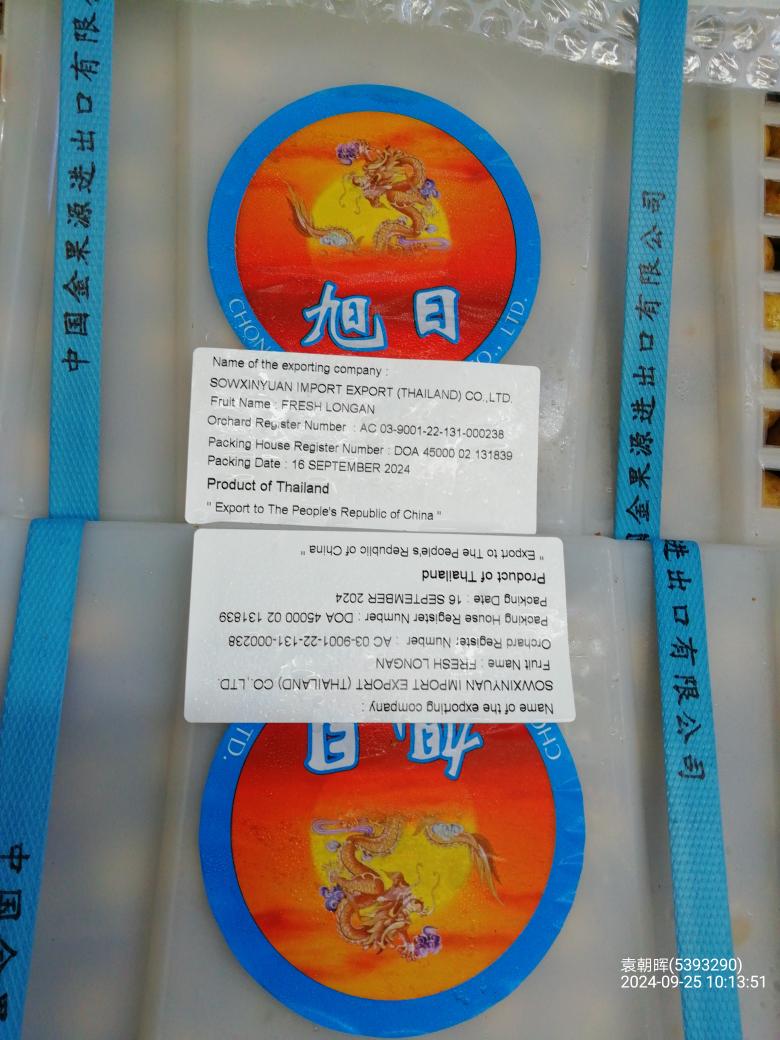 中国金果源进出口有限公
旭日
CHON
O., LTD.
Name of the exporting company :
SOWXINYUAN IMPORT EXPORT (THAILAND) CO.,LTD.
Fruit Name : FRESH LONGAN
Orchard Register Number : AC 03-9001-22-131-000238
Packing House Register Number : DOA 45000 02 131839
Packing Date : 16 SEPTEMBER 2024
Product of Thailand
" Export to The People's Republic of China "
金果源进出口有限公司
Name of the exporting company :
SOWXINYUAN IMPORT EXPORT (THAILAND) CO.,LTD.
Fruit Name : FRESH LONGAN
Orchard Register Number : AC 03-9001-22-131-000238
Packing House Register Number : DOA 45000 02 131839
Packing Date : 16 SEPTEMBER 2024
Product of Thailand
" Export to The People's Republic of China "
CHO
TD.
旭日
进出口有限公司
中国金果
袁朝晖(5393290)
2024-09-25 10:13:51